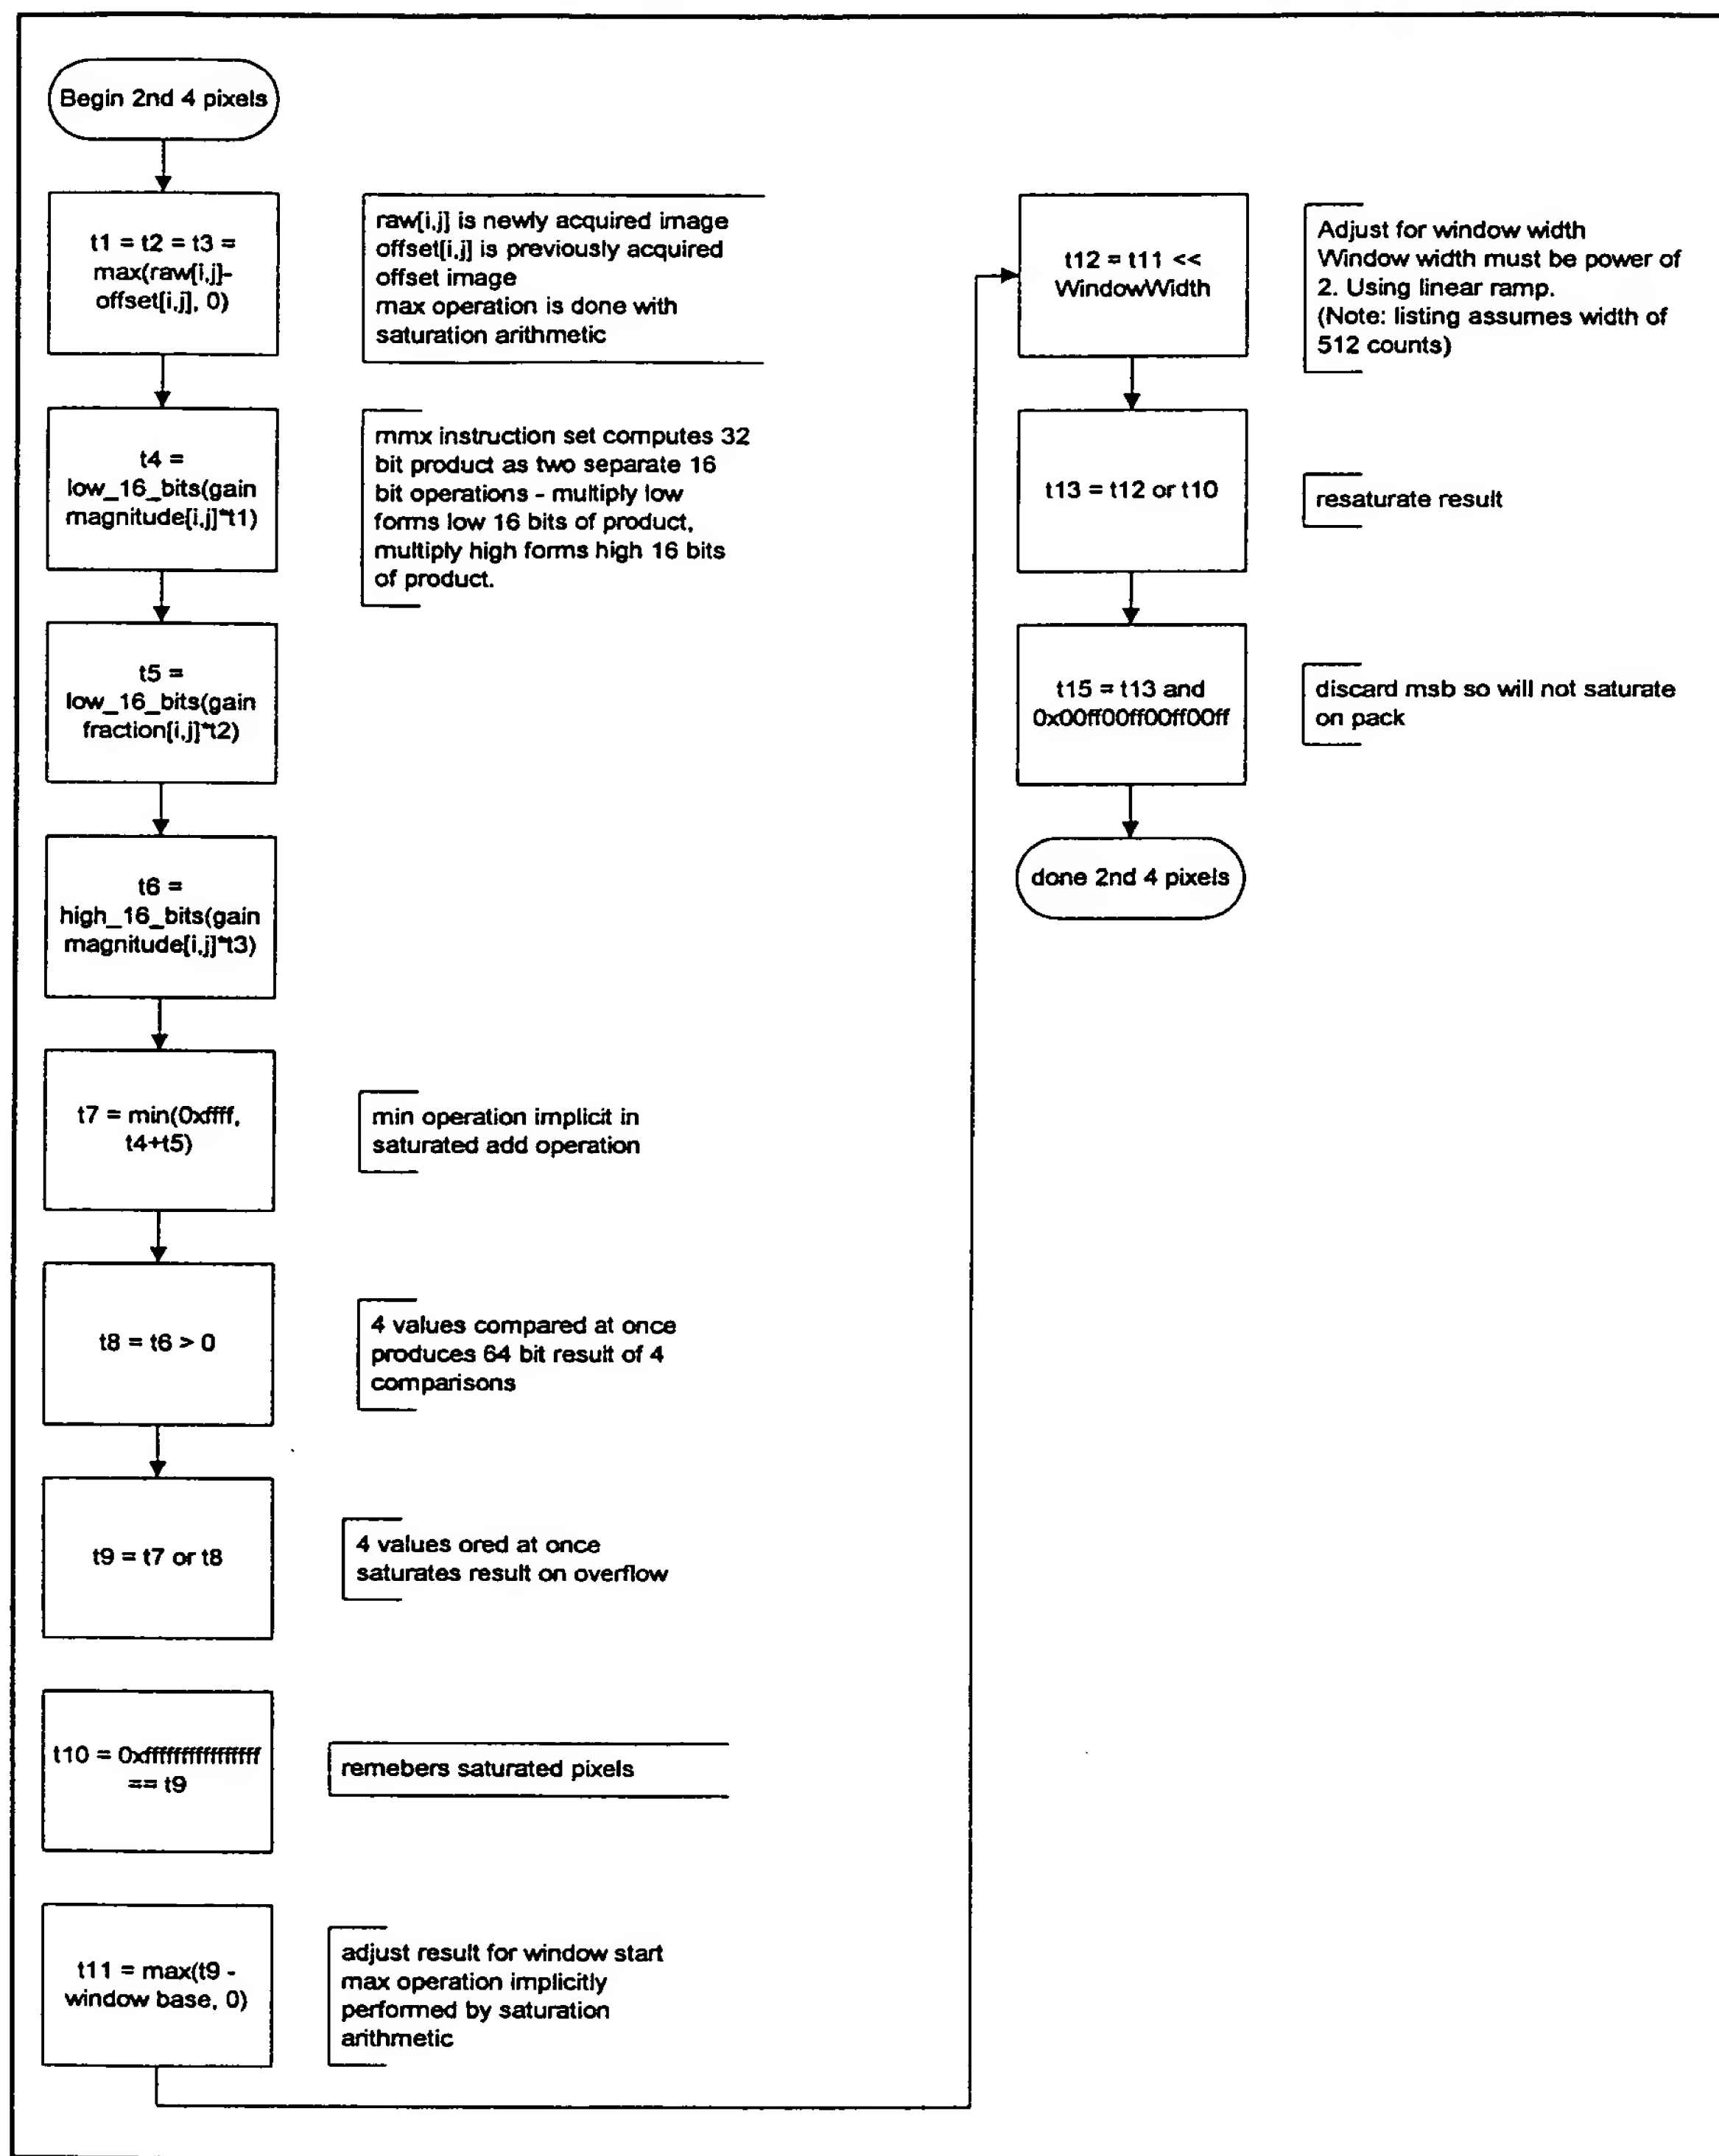 Begin 2nd 4 pixels
t1 = t2 = t3 =
max(raw[i,j]-
offset[i,j], 0)
raw[i,j] is newly acquired image
offset[i,j] is previously acquired
offset image
max operation is done with
saturation arithmetic
t4 =
low_16_bits(gain
magnitude[i,j]*t1)
mmx instruction set computes 32
bit product as two separate 16
bit operations - multiply low
forms low 16 bits of product,
multiply high forms high 16 bits
of product.
t5 =
low_16_bits(gain
fraction[i,j]*t2)
t6 =
high_16_bits(gain
magnitude[i,j]*t3)
t7 = min(0xffff,
t4+t5)
min operation implicit in
saturated add operation
t8 = t6 > 0
4 values compared at once
produces 64 bit result of 4
comparisons
t9 = t7 or t8
4 values ored at once
saturates result on overflow
t10 = 0xffffffffffffffff
== t9
remebers saturated pixels
t11 = max(t9 -
window base, 0)
adjust result for window start
max operation implicitly
performed by saturation
arithmetic
t12 = t11 <<
WindowWidth
Adjust for window width
Window width must be power of
2. Using linear ramp.
(Note: listing assumes width of
512 counts)
t13 = t12 or t10
resaturate result
t15 = t13 and
0x00ff00ff00ff00ff
discard msb so will not saturate
on pack
done 2nd 4 pixels